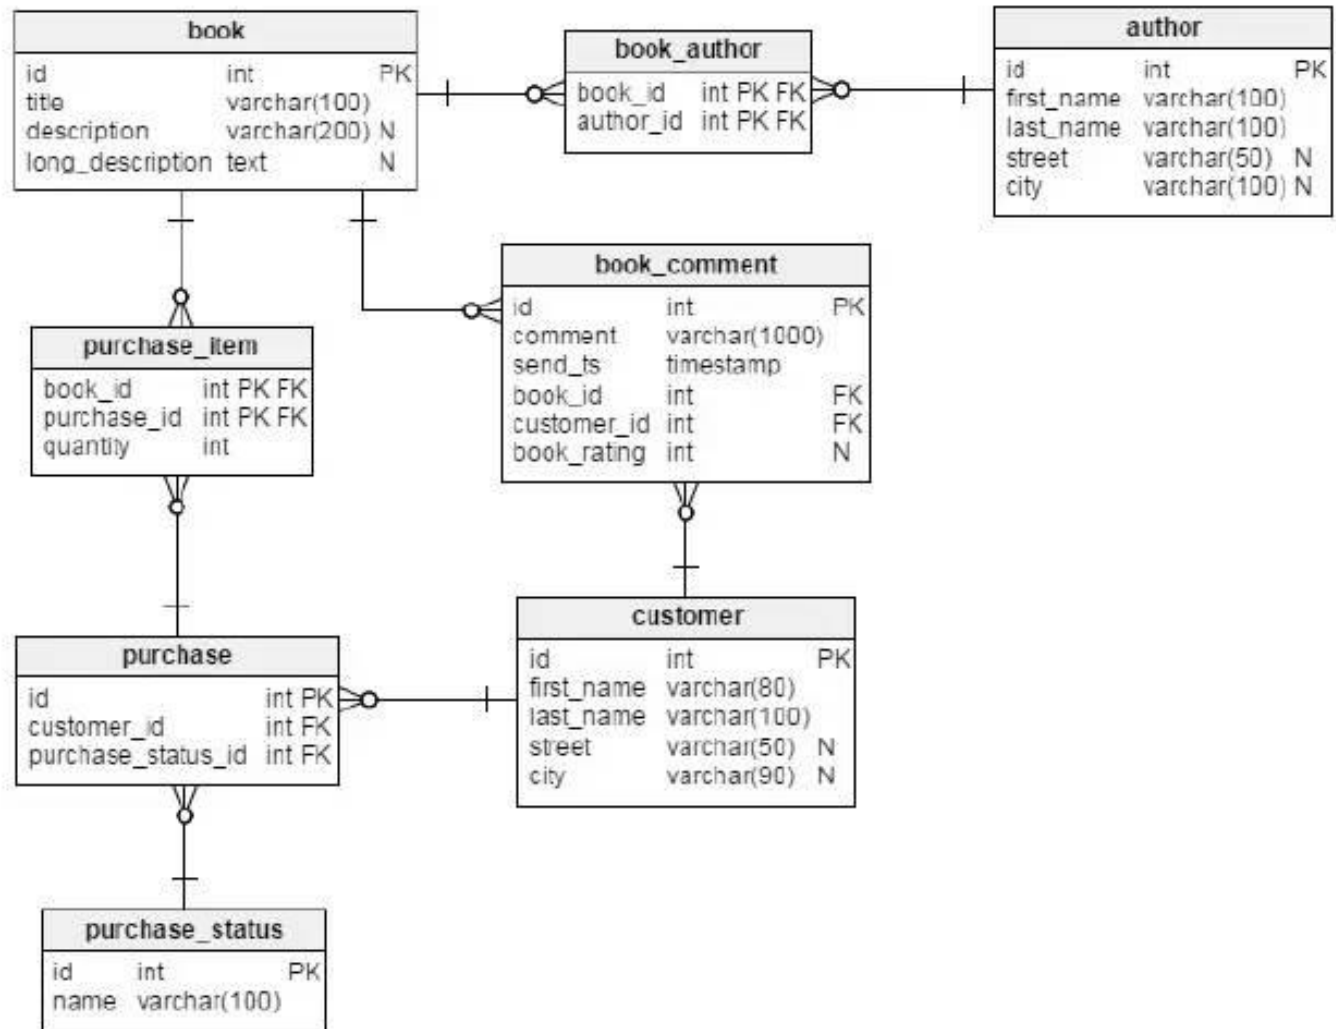 book
id int PK
title varchar(100)
description varchar(200) N
long_description text N
book_author
book_id int PK FK
author_id int PK FK
author
id int PK
first_name varchar(100)
last_name varchar(100)
street varchar(50) N
city varchar(100) N
book_comment
id int PK
comment varchar(1000)
send_ts timestamp
book_id int FK
customer_id int FK
book_rating int N
purchase_item
book_id int PK FK
purchase_id int PK FK
quantity int
purchase
id int PK
customer_id int FK
purchase_status_id int FK
customer
id int PK
first_name varchar(80)
last_name varchar(100)
street varchar(50) N
city varchar(90) N
purchase_status
id int PK
name varchar(100)